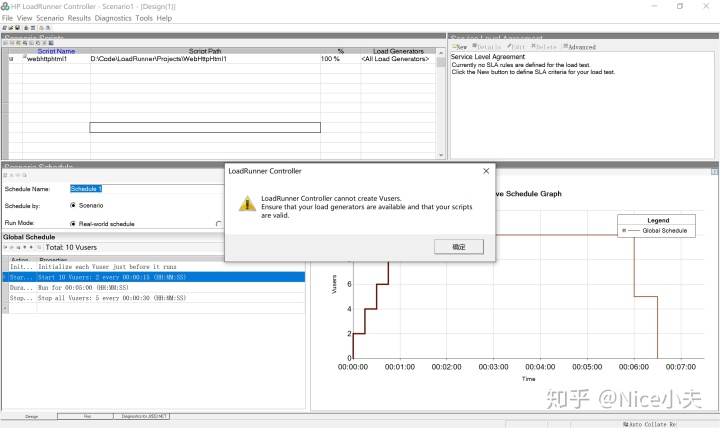 HP LoadRunner Controller - Scenario1 - [Design(1)]
File View Scenario Results Diagnostics Tools Help
Scenario Scripts
Script Name Script Path % Load Generators
webhttphtml1 D:\Code\LoadRunner\Projects\WebHttpHtml1 100 % <All Load Generators>
Service Level Agreement
New Details Edit Delete Advanced
Service Level Agreement
Currently no SLA rules are defined for the load test.
Click the New button to define SLA criteria for your load test.
Scenario Schedule
Schedule Name: Schedule 1
Schedule by: Scenario
Run Mode: Real-world schedule
Global Schedule
Total: 10 Vusers
Action Properties
Init... Initialize each Vuser just before it runs
Star... Start 10 Vusers: 2 every 00:00:15 (HH:MM:SS)
Dura... Run for 00:05:00 (HH:MM:SS)
Stop... Stop all Vusers: 5 every 00:00:30 (HH:MM:SS)
LoadRunner Controller
LoadRunner Controller cannot create Vusers.
Ensure that your load generators are available and that your scripts
are valid.
确定
ve Schedule Graph
Legend
Global Schedule
Vusers
6
4
2
0
00:00:00 00:01:00 00:02:00 00:03:00 00:04:00 00:05:00 00:06:00 00:07:00
Time
知乎 @Nice小夫
Design Run Diagnostics for J2EE/.NET
Auto Collate Re